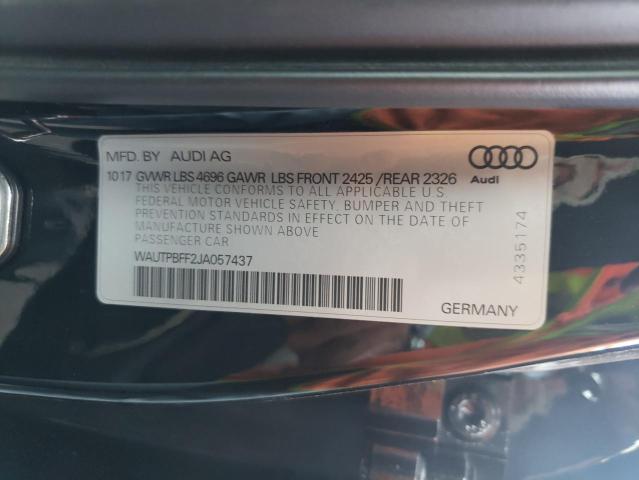 MFD. BY AUDI AG
10 17 GVWR LBS 4696 GAWR LBS FRONT 2425 /REAR 2326
THIS VEHICLE CONFORMS TO ALL APPLICABLE U.S.
FEDERAL MOTOR VEHICLE SAFETY, BUMPER AND THEFT
PREVENTION STANDARDS IN EFFECT ON THE DATE OF
MANUFACTURE SHOWN ABOVE
PASSENGER CAR
WAUTPBFF2JA057437
Audi
4335174
GERMANY